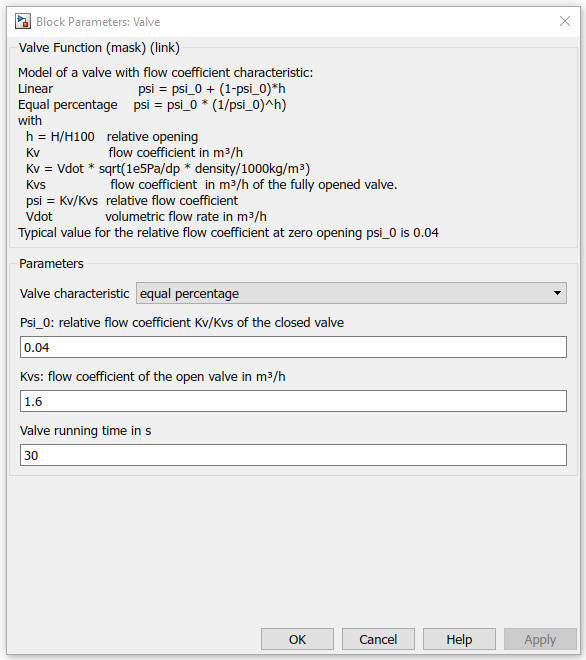 Block Parameters: Valve
Valve Function (mask) (link)
Model of a valve with flow coefficient characteristic:
Linear psi = psi_0 + (1-psi_0)*h
Equal percentage psi = psi_0 * (1/psi_0)^h)
with
h = H/H100 relative opening
Kv flow coefficient in m³/h
Kv = Vdot * sqrt(1e5Pa/dp * density/1000kg/m³)
Kvs flow coefficient in m³/h of the fully opened valve.
psi = Kv/Kvs relative flow coefficient
Vdot volumetric flow rate in m³/h
Typical value for the relative flow coefficient at zero opening psi_0 is 0.04
Parameters
Valve characteristic equal percentage
Psi_0: relative flow coefficient Kv/Kvs of the closed valve
0.04
Kvs: flow coefficient of the open valve in m³/h
1.6
Valve running time in s
30
OK Cancel Help Apply